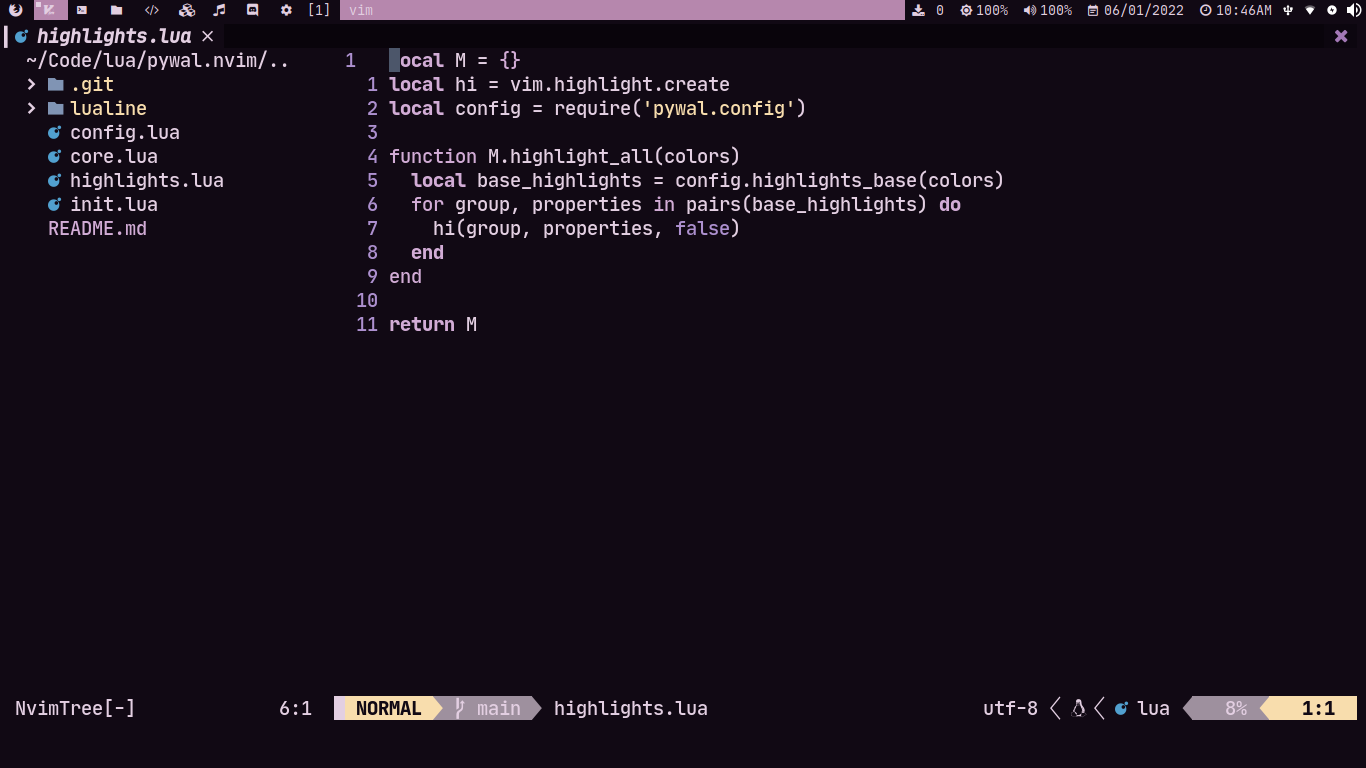 [1] vim 0 100% 100% 06/01/2022 10:46AM
highlights.lua ×
~/Code/lua/pywal.nvim/..
> .git
> lualine
config.lua
core.lua
highlights.lua
init.lua
README.md
1 local M = {}
1 local hi = vim.highlight.create
2 local config = require('pywal.config')
3
4 function M.highlight_all(colors)
5 local base_highlights = config.highlights_base(colors)
6 for group, properties in pairs(base_highlights) do
7 hi(group, properties, false)
8 end
9 end
10
11 return M
NvimTree[-] 6:1 NORMAL main highlights.lua utf-8 lua 8% 1:1